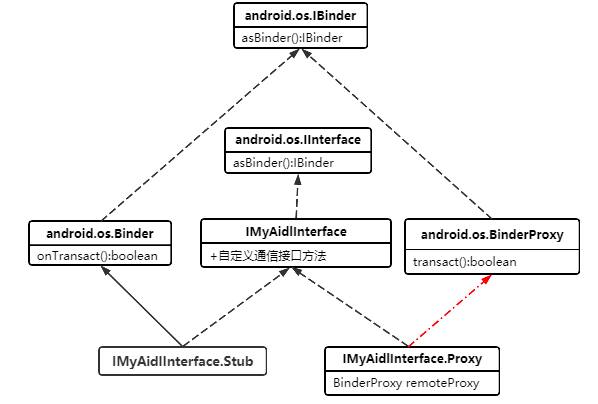 android.os.IBinder
asBinder():IBinder
android.os.IInterface
asBinder():IBinder
android.os.Binder
onTransact():boolean
IMyAidlInterface
+自定义通信接口方法
android.os.BinderProxy
transact():boolean
IMyAidlInterface.Stub
IMyAidlInterface.Proxy
BinderProxy remoteProxy